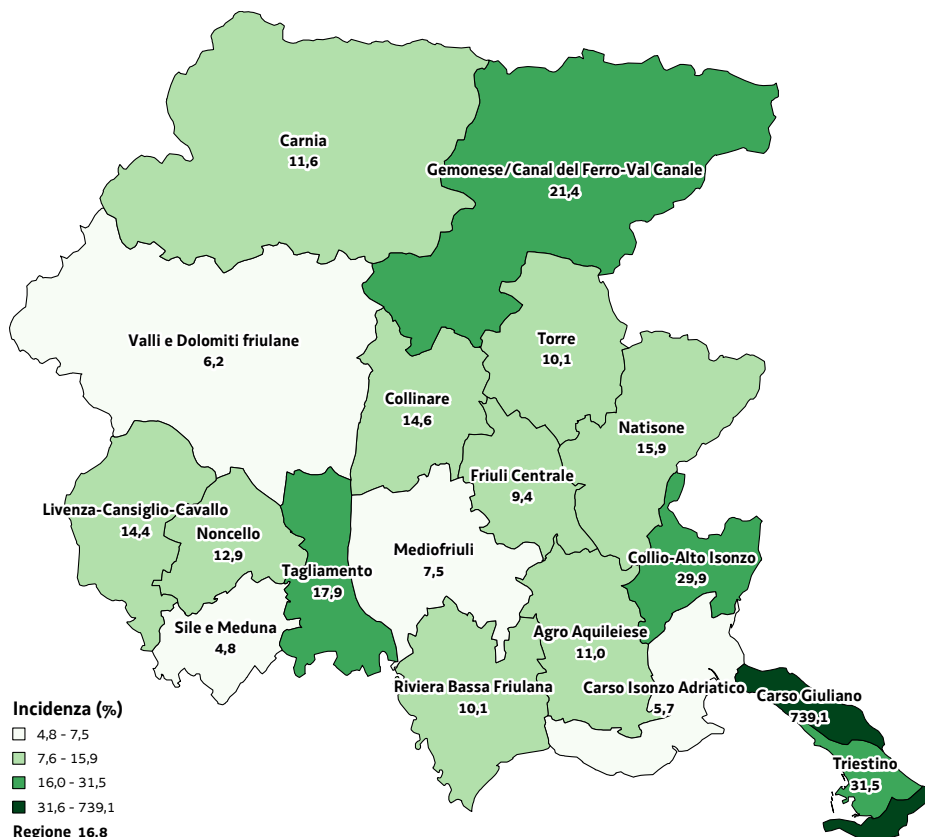 Carnia
11,6
Gemonese/Canal del Ferro-Val Canale
21,4
Valli e Dolomiti friulane
6,2
Torre
10,1
Collinare
14,6
Natisone
15,9
Friuli Centrale
9,4
Livenza-Cansiglio-Cavallo
14,4
Noncello
12,9
Mediofriuli
7,5
Collio-Alto Isonzo
29,9
Tagliamento
17,9
Sile e Meduna
4,8
Agro Aquileiese
11,0
Riviera Bassa Friulana
10,1
Carso Isonzo Adriatico
5,7
Carso Giuliano
739,1
Triestino
31,5
Incidenza (%)
4,8 - 7,5
7,6 - 15,9
16,0 - 31,5
31,6 - 739,1
Regione 16,8